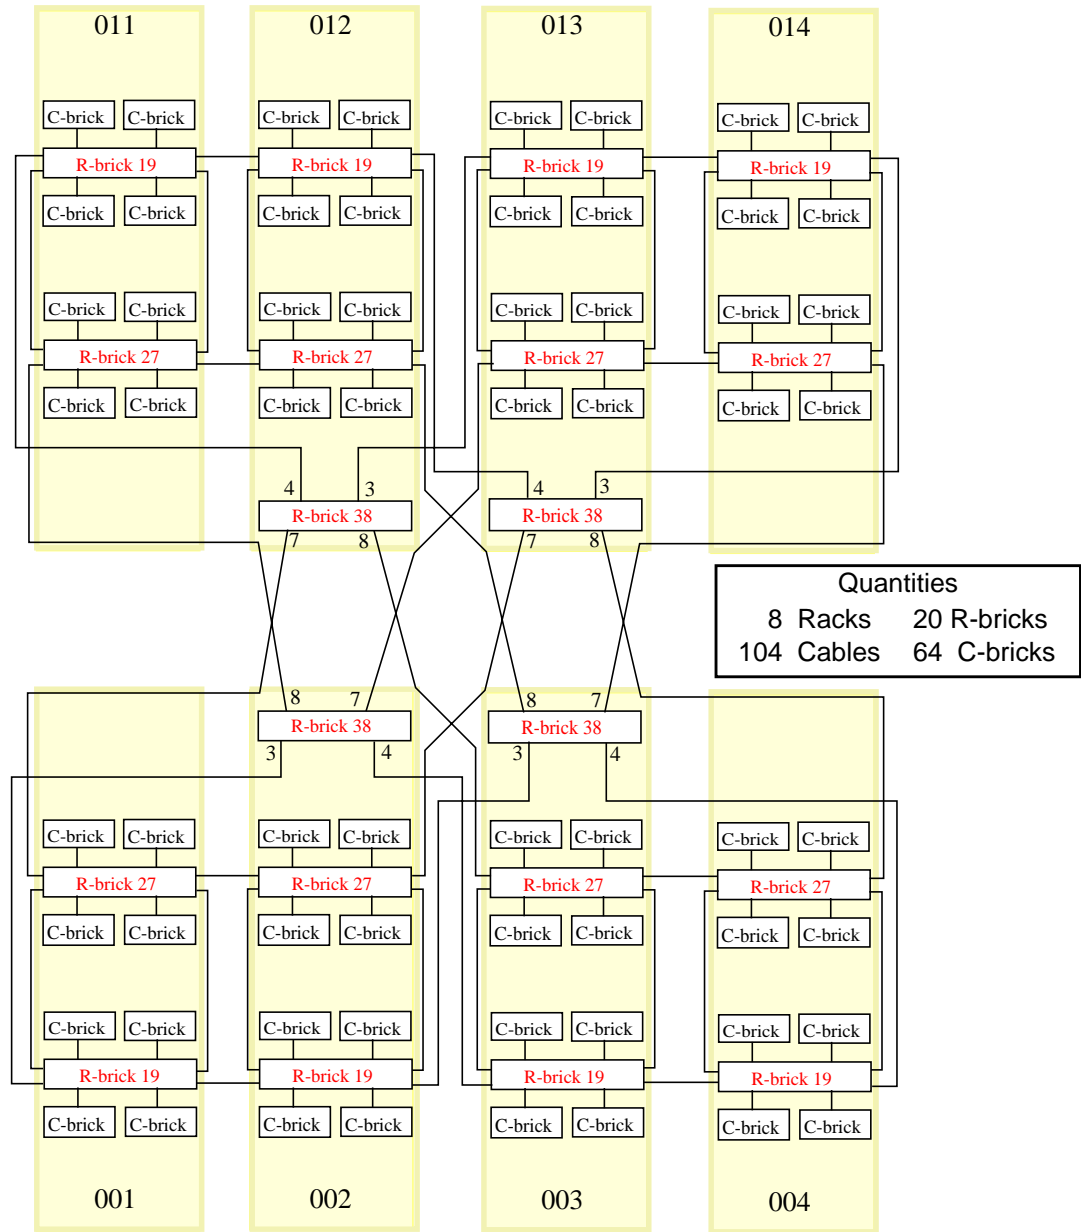 011 012 013 014
C-brick C-brick C-brick C-brick C-brick C-brick C-brick C-brick
R-brick 19 R-brick 19 R-brick 19 R-brick 19
C-brick C-brick C-brick C-brick C-brick C-brick C-brick C-brick
C-brick C-brick C-brick C-brick C-brick C-brick C-brick C-brick
R-brick 27 R-brick 27 R-brick 27 R-brick 27
C-brick C-brick C-brick C-brick C-brick C-brick C-brick C-brick
4 3 4 3
R-brick 38 R-brick 38
7 8 7 8
Quantities
8 Racks 20 R-bricks
104 Cables 64 C-bricks
8 7 8 7
R-brick 38 R-brick 38
3 4 3 4
C-brick C-brick C-brick C-brick C-brick C-brick C-brick C-brick
R-brick 27 R-brick 27 R-brick 27 R-brick 27
C-brick C-brick C-brick C-brick C-brick C-brick C-brick C-brick
C-brick C-brick C-brick C-brick C-brick C-brick C-brick C-brick
R-brick 19 R-brick 19 R-brick 19 R-brick 19
C-brick C-brick C-brick C-brick C-brick C-brick C-brick C-brick
001 002 003 004